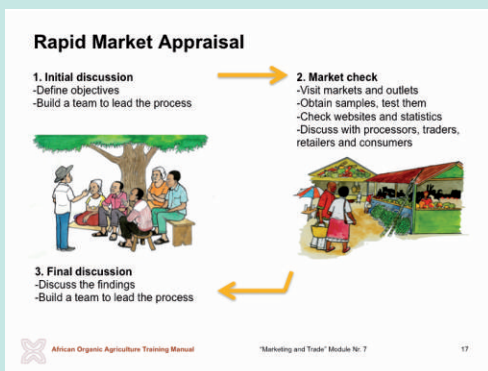 Rapid Market Appraisal
1. Initial discussion
-Define objectives
-Build a team to lead the process
2. Market check
-Visit markets and outlets
-Obtain samples, test them
-Check websites and statistics
-Discuss with processors, traders,
retailers and consumers
3. Final discussion
-Discuss the findings
-Build a team to lead the process
African Organic Agriculture Training Manual
"Marketing and Trade" Module Nr. 7
17